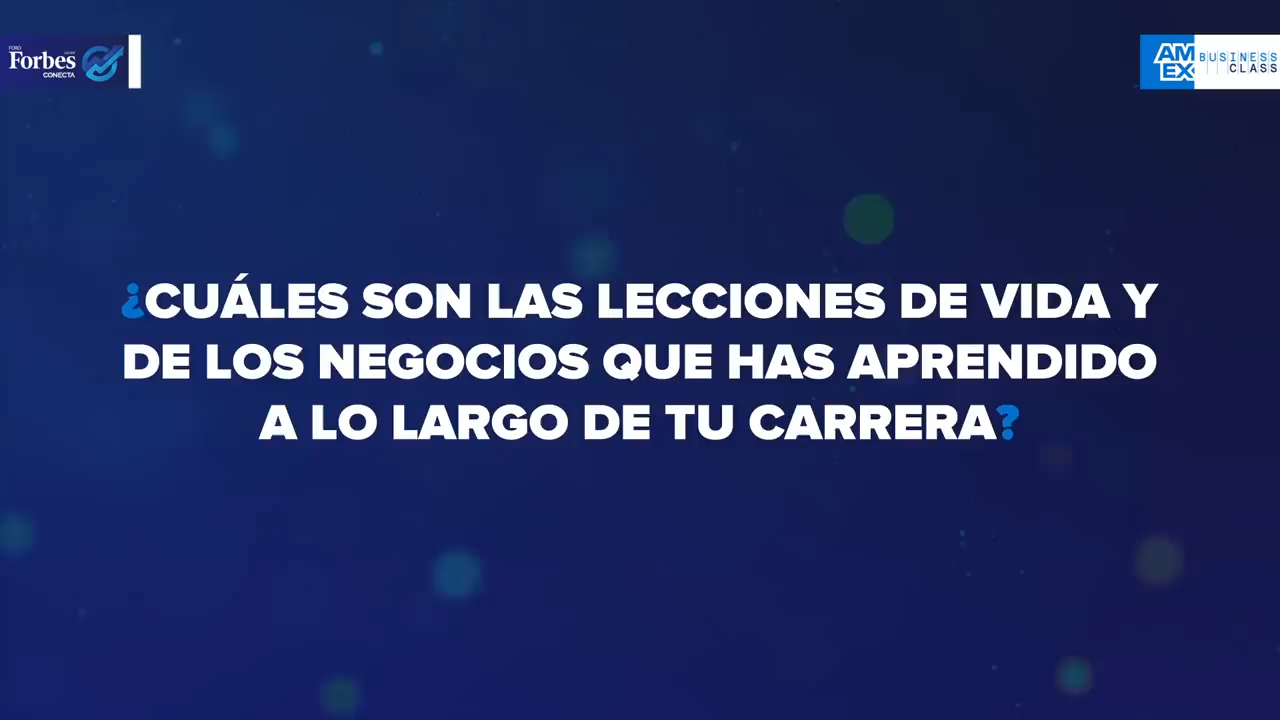 Forbes
CONECTA
AM
EX
BUSINESS
CLASS
¿CUÁLES SON LAS LECCIONES DE VIDA Y
DE LOS NEGOCIOS QUE HAS APRENDIDO
A LO LARGO DE TU CARRERA?